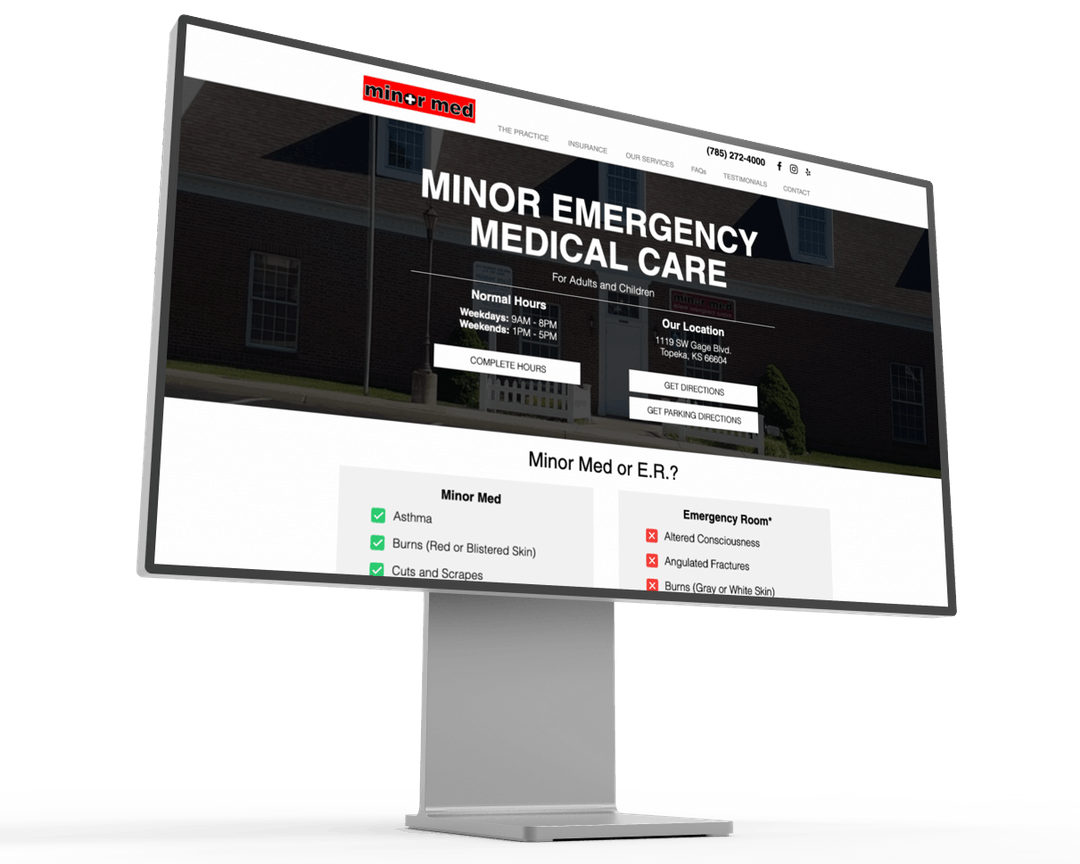 minor med
(785) 272-4000
THE PRACTICE
INSURANCE
OUR SERVICES
FAQs
TESTIMONIALS
CONTACT
MINOR EMERGENCY
MEDICAL CARE
For Adults and Children
Normal Hours
Weekdays: 9AM - 8PM
Weekends: 1PM - 5PM
COMPLETE HOURS
minor med
Our Location
1119 SW Gage Blvd.
Topeka, KS 66604
GET DIRECTIONS
GET PARKING DIRECTIONS
Minor Med or E.R.?
Minor Med
Asthma
Burns (Red or Blistered Skin)
Cuts and Scrapes
Emergency Room*
Altered Consciousness
Angulated Fractures
Burns (Gray or White Skin)